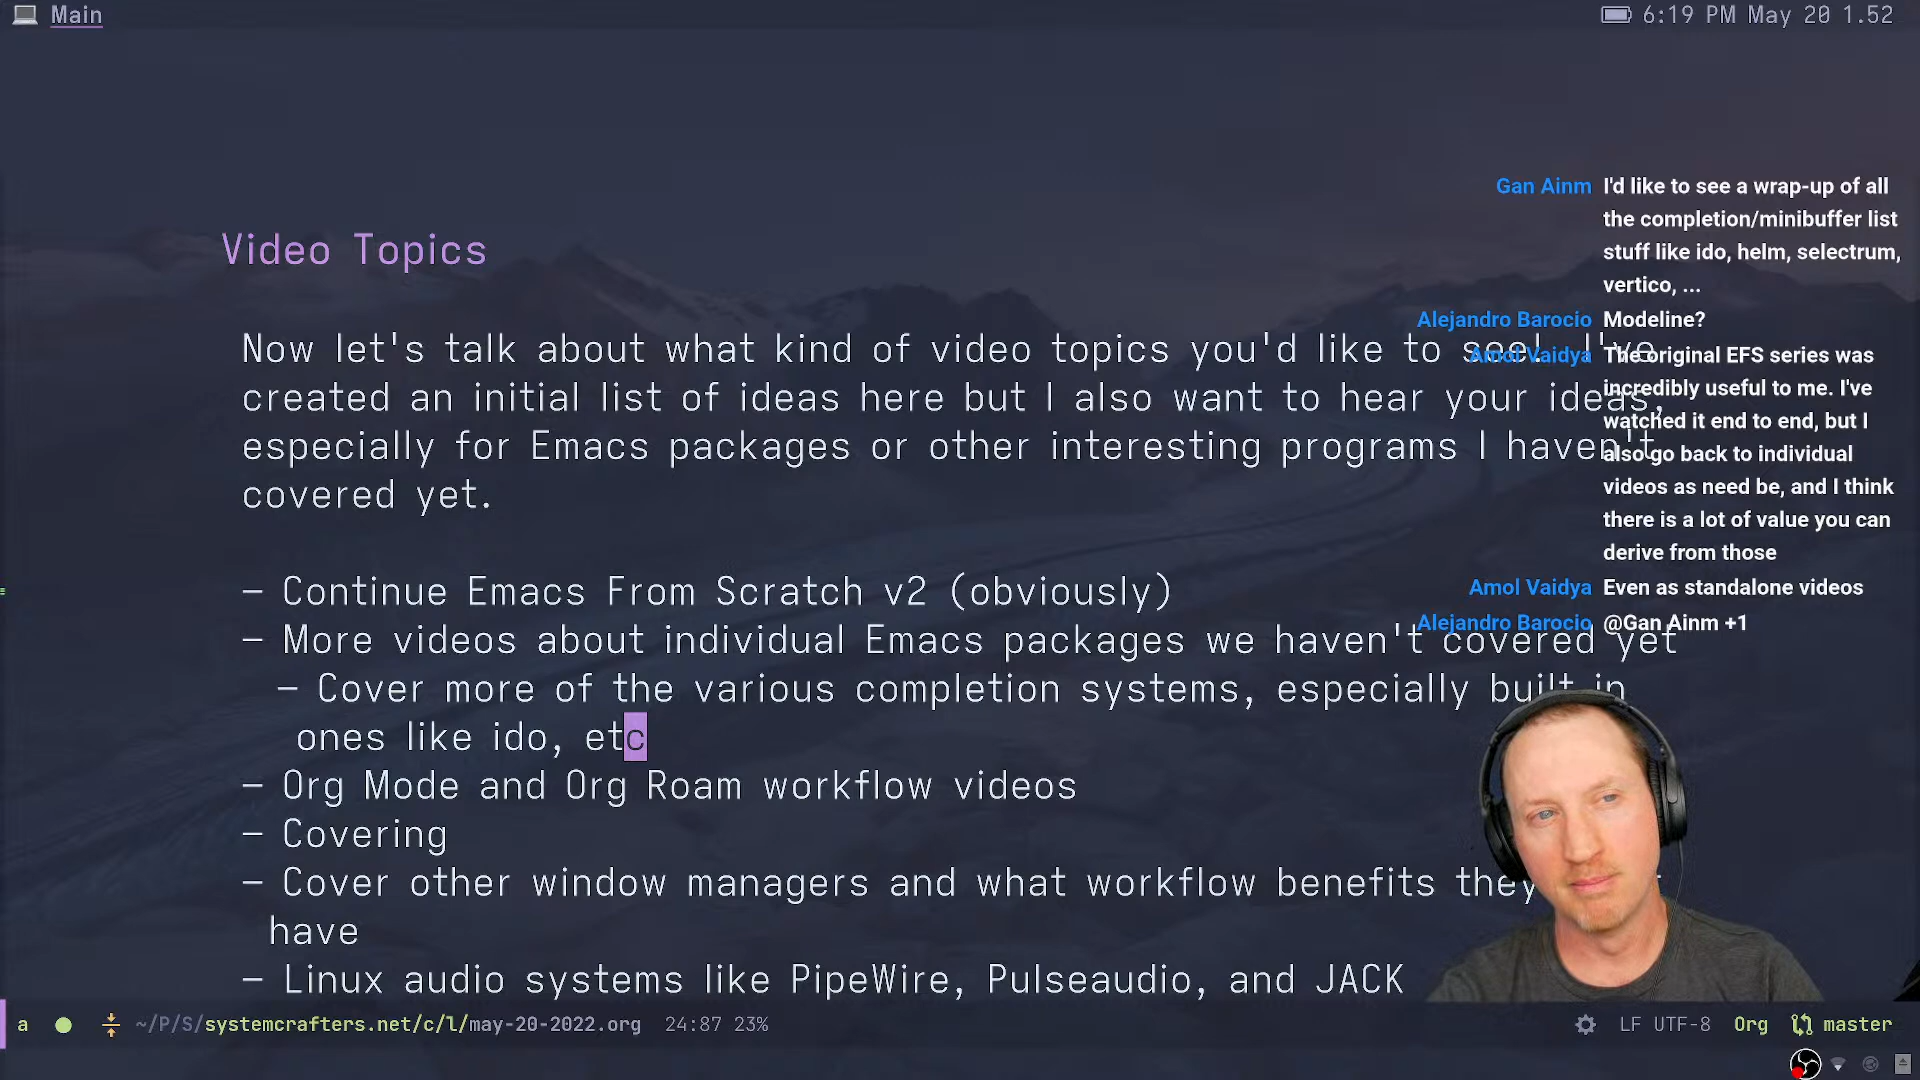 Main
6:19 PM May 20 1.52
Video Topics
Now let's talk about what kind of video topics you'd like to see! I've
created an initial list of ideas here but I also want to hear your ideas,
especially for Emacs packages or other interesting programs I haven't
covered yet.
– Continue Emacs From Scratch v2 (obviously)
– More videos about individual Emacs packages we haven't covered yet
– Cover more of the various completion systems, especially built in
ones like ido, etc
– Org Mode and Org Roam workflow videos
– Covering
– Cover other window managers and what workflow benefits they
have
– Linux audio systems like PipeWire, Pulseaudio, and JACK
Gan Ainm I'd like to see a wrap-up of all
the completion/minibuffer list
stuff like ido, helm, selectrum,
vertico, ...
Alejandro Barocio Modeline?
Amol Vaidya The original EFS series was
incredibly useful to me. I've
watched it end to end, but I
also go back to individual
videos as need be, and I think
there is a lot of value you can
derive from those
Amol Vaidya Even as standalone videos
Alejandro Barocio @Gan Ainm +1
a ~/P/S/systemcrafters.net/c/l/may-20-2022.org 24:87 23%
LF UTF-8 Org master